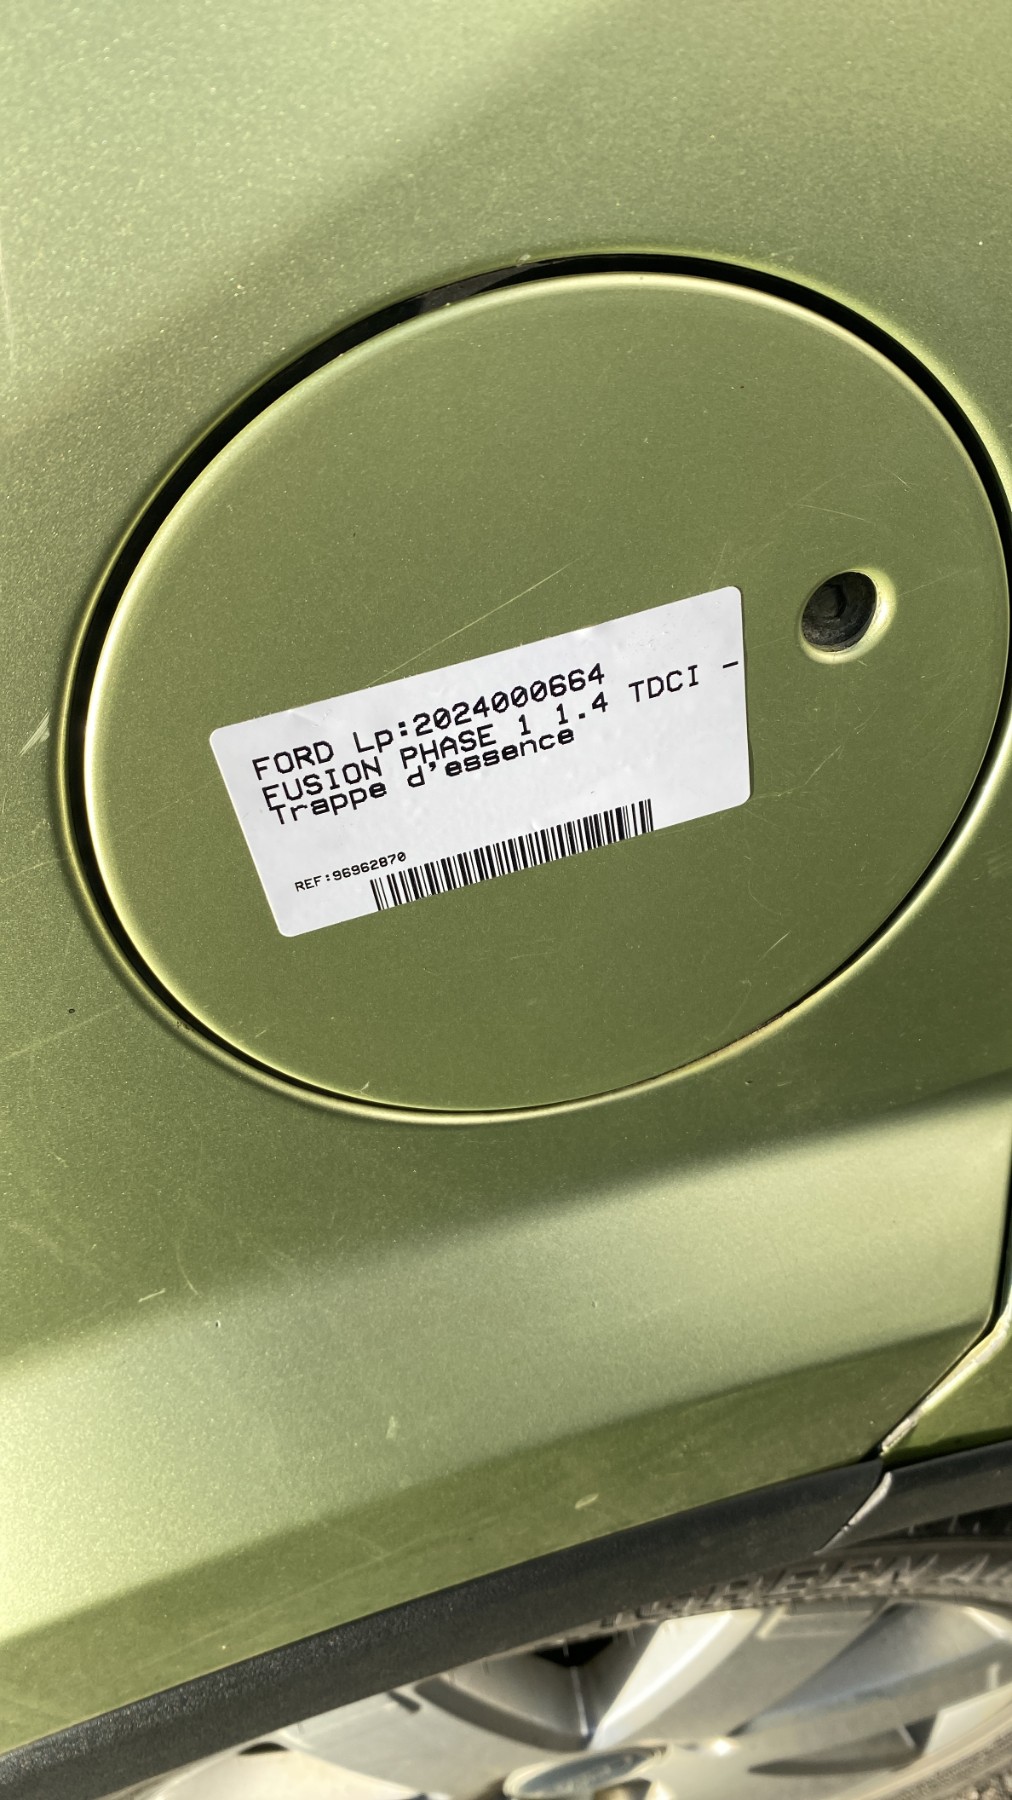 FORD Lp:2024000664
FUSION PHASE 1 1.4 TDCI -
Trappe d'essence
REF:96962870